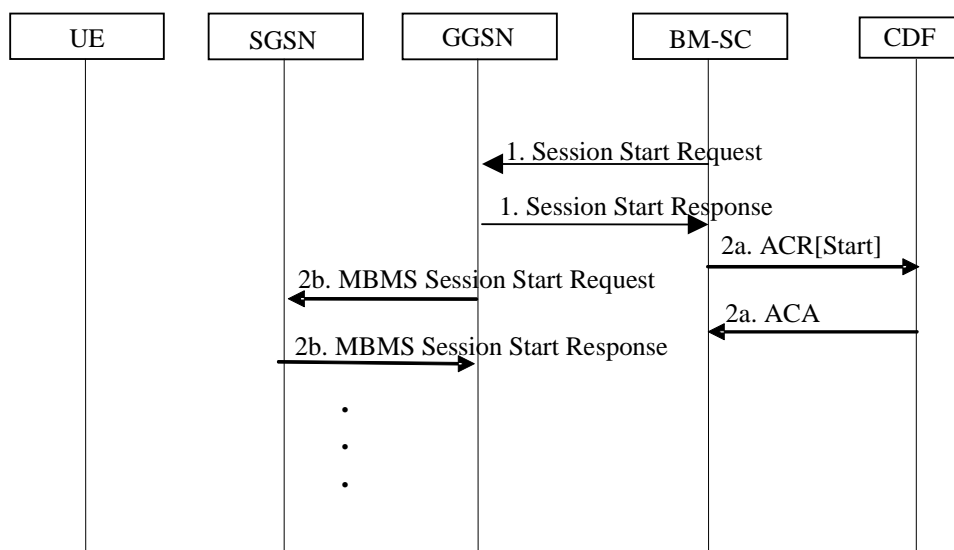 UE
SGSN
GGSN
BM-SC
CDF
1. Session Start Request
1. Session Start Response
2a. ACR[Start]
2b. MBMS Session Start Request
2a. ACA
2b. MBMS Session Start Response